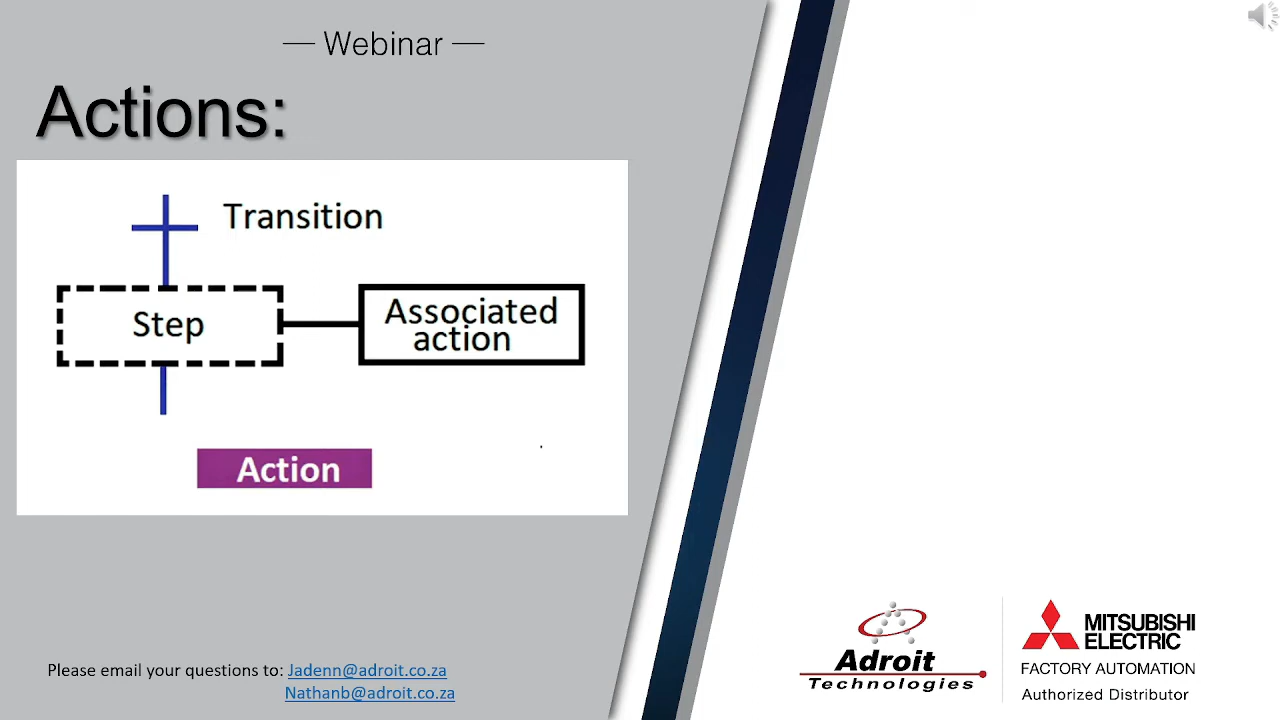 — Webinar —
Actions:
Transition
Step
Associated
action
Action
Please email your questions to: Jadenn@adroit.co.za
Nathanb@adroit.co.za
Adroit
Technologies
MITSUBISHI
ELECTRIC
FACTORY AUTOMATION
Authorized Distributor